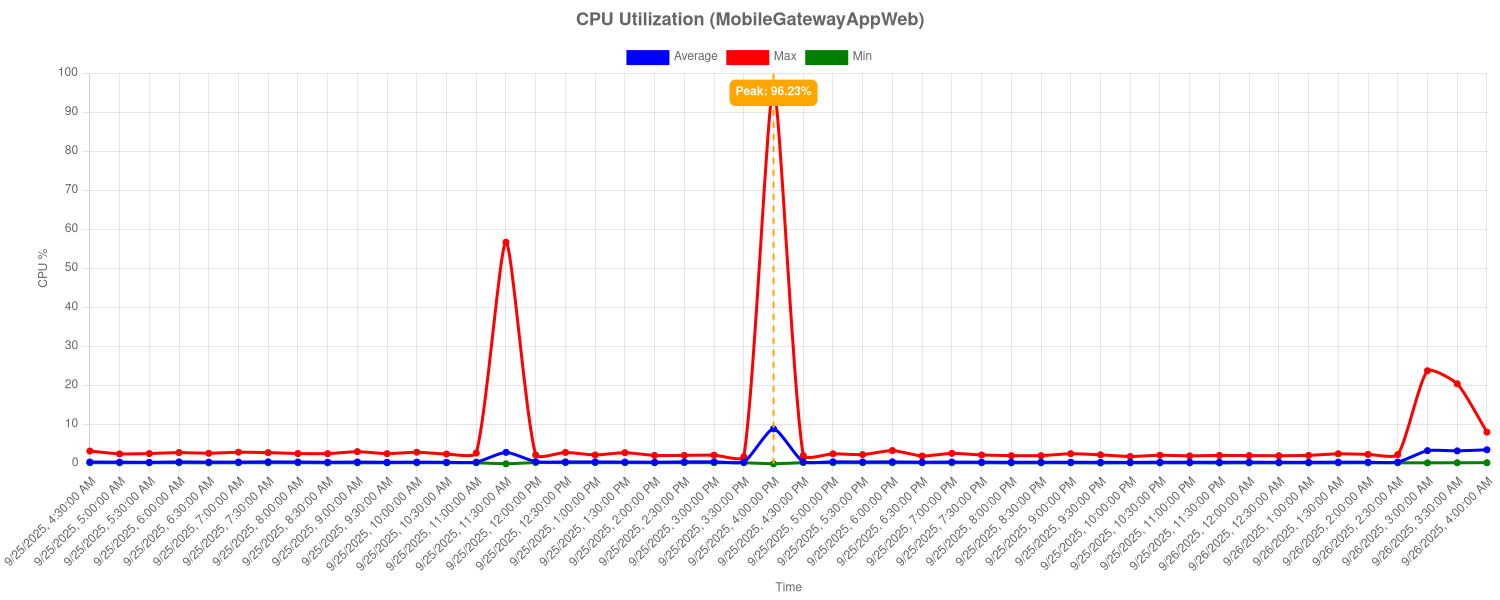 CPU Utilization (MobileGatewayAppWeb)
Average Max Min
Peak: 96.23%
CPU %
100
90
80
70
60
50
40
30
20
10
0
9/25/2025, 4:30:00 AM
9/25/2025, 5:00:00 AM
9/25/2025, 5:30:00 AM
9/25/2025, 6:00:00 AM
9/25/2025, 6:30:00 AM
9/25/2025, 7:00:00 AM
9/25/2025, 7:30:00 AM
9/25/2025, 8:00:00 AM
9/25/2025, 8:30:00 AM
9/25/2025, 9:00:00 AM
9/25/2025, 9:30:00 AM
9/25/2025, 10:00:00 AM
9/25/2025, 10:30:00 AM
9/25/2025, 11:00:00 AM
9/25/2025, 11:30:00 AM
9/25/2025, 12:00:00 PM
9/25/2025, 12:30:00 PM
9/25/2025, 1:00:00 PM
9/25/2025, 1:30:00 PM
9/25/2025, 2:00:00 PM
9/25/2025, 2:30:00 PM
9/25/2025, 3:00:00 PM
9/25/2025, 3:30:00 PM
9/25/2025, 4:00:00 PM
9/25/2025, 4:30:00 PM
9/25/2025, 5:00:00 PM
9/25/2025, 5:30:00 PM
9/25/2025, 6:00:00 PM
9/25/2025, 6:30:00 PM
9/25/2025, 7:00:00 PM
9/25/2025, 7:30:00 PM
9/25/2025, 8:00:00 PM
9/25/2025, 8:30:00 PM
9/25/2025, 9:00:00 PM
9/25/2025, 9:30:00 PM
9/25/2025, 10:00:00 PM
9/25/2025, 10:30:00 PM
9/25/2025, 11:00:00 PM
9/25/2025, 11:30:00 PM
9/26/2025, 12:00:00 AM
9/26/2025, 12:30:00 AM
9/26/2025, 1:00:00 AM
9/26/2025, 1:30:00 AM
9/26/2025, 2:00:00 AM
9/26/2025, 2:30:00 AM
9/26/2025, 3:00:00 AM
9/26/2025, 3:30:00 AM
9/26/2025, 4:00:00 AM
Time